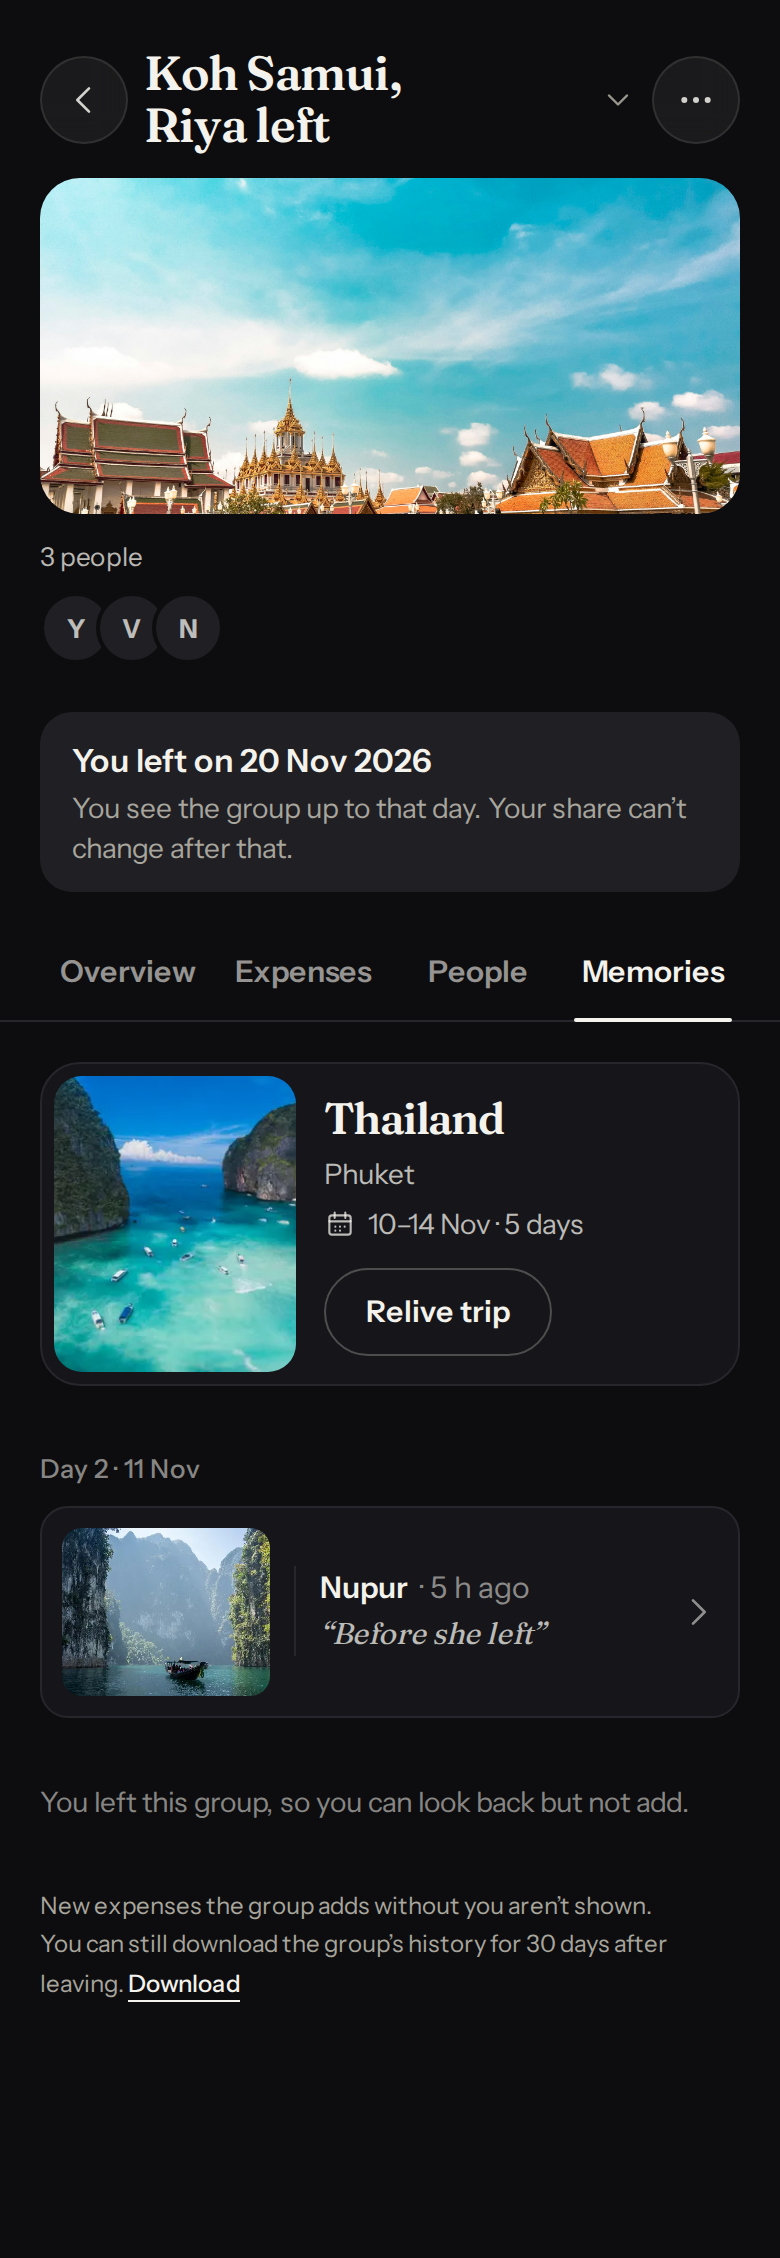 Koh Samui,
Riya left
3 people
Y V N
You left on 20 Nov 2026
You see the group up to that day. Your share can’t
change after that.
Overview Expenses People Memories
Thailand
Phuket
10–14 Nov · 5 days
Relive trip
Day 2 · 11 Nov
Nupur · 5 h ago
“Before she left”
You left this group, so you can look back but not add.
New expenses the group adds without you aren’t shown.
You can still download the group’s history for 30 days after
leaving. Download